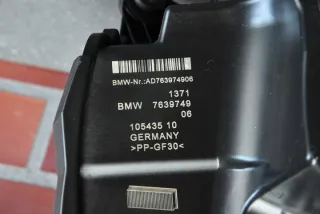 BMW-Nr.:AD763974906
1371
BMW 7639749
06
105435 10
GERMANY
>PP-GF30<